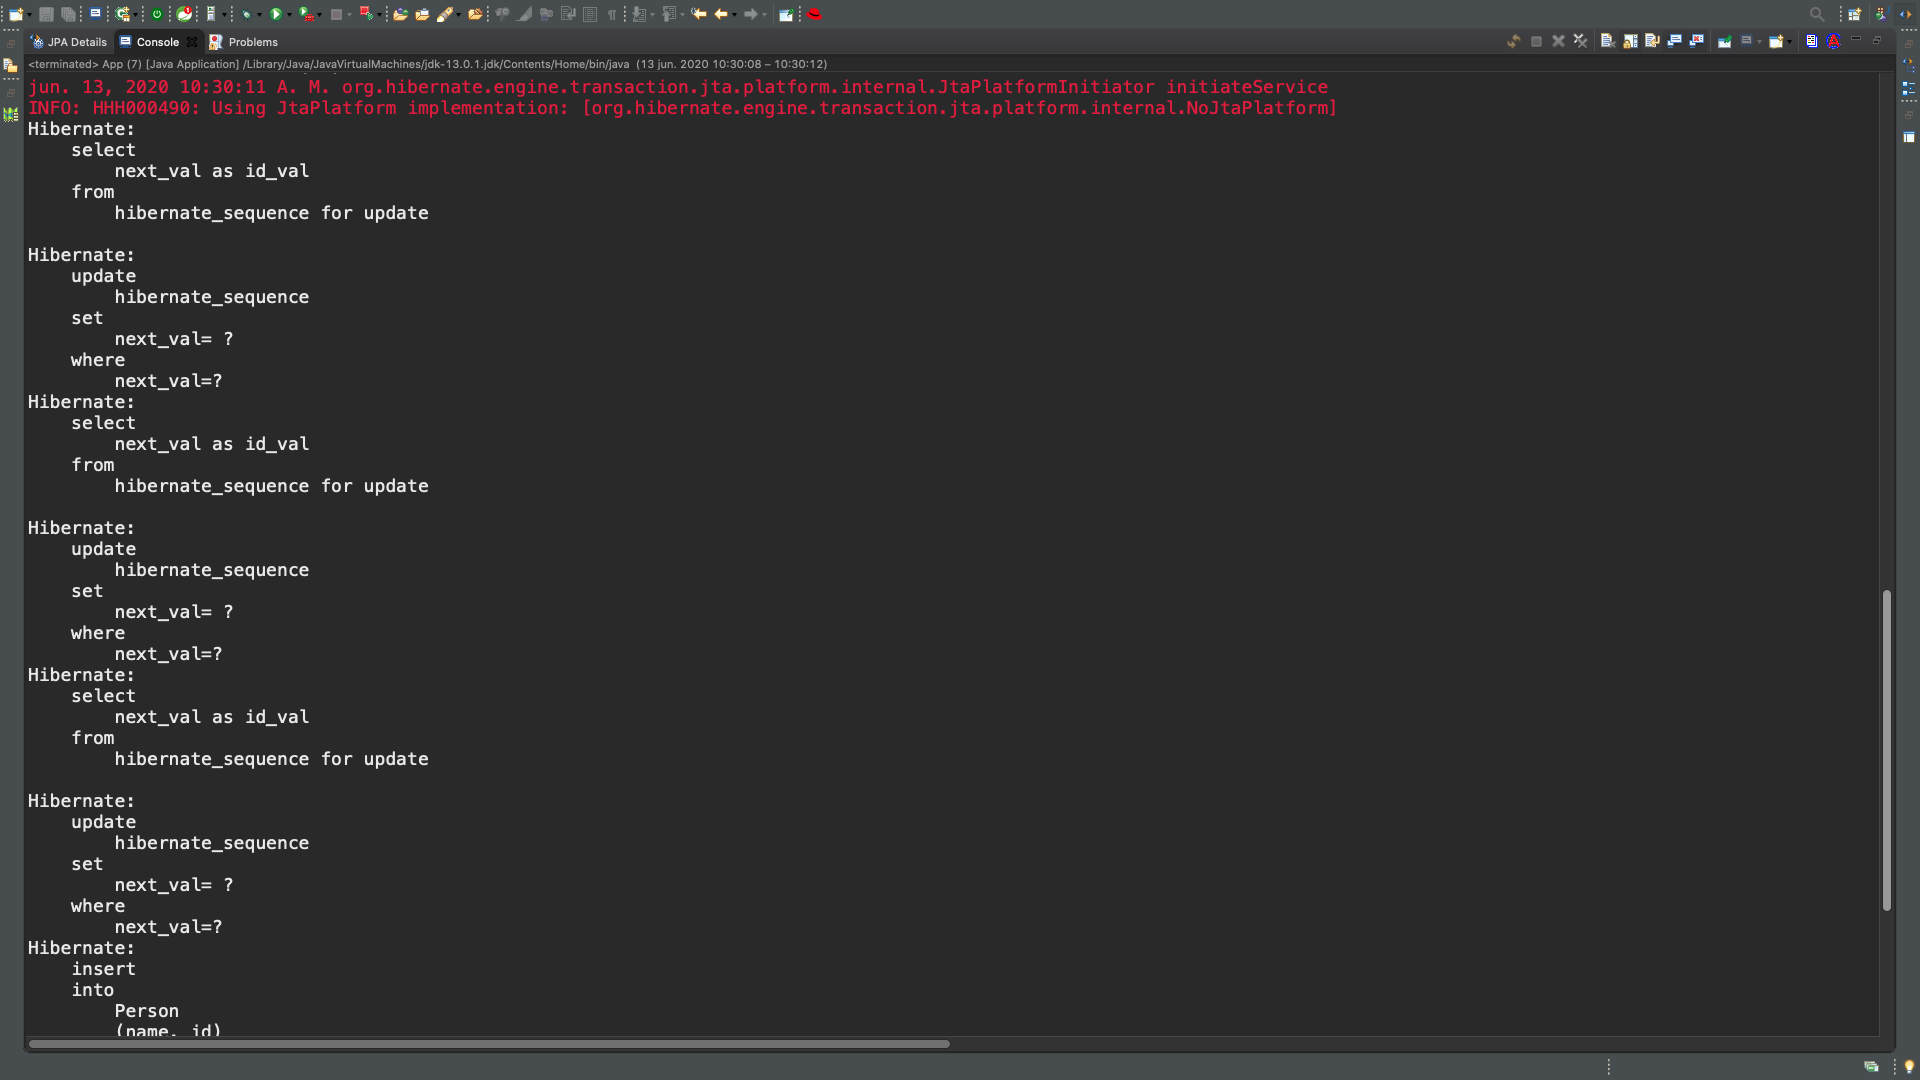 JPA Details
Console
Problems
<terminated> App (7) [Java Application] /Library/Java/JavaVirtualMachines/jdk-13.0.1.jdk/Contents/Home/bin/java (13 jun. 2020 10:30:08 – 10:30:12)
jun. 13, 2020 10:30:11 A. M. org.hibernate.engine.transaction.jta.platform.internal.JtaPlatformInitiator initiateService
INFO: HHH000490: Using JtaPlatform implementation: [org.hibernate.engine.transaction.jta.platform.internal.NoJtaPlatform]
Hibernate:
    select
        next_val as id_val
    from
        hibernate_sequence for update
Hibernate:
    update
        hibernate_sequence
    set
        next_val= ?
    where
        next_val=?
Hibernate:
    select
        next_val as id_val
    from
        hibernate_sequence for update
Hibernate:
    update
        hibernate_sequence
    set
        next_val= ?
    where
        next_val=?
Hibernate:
    select
        next_val as id_val
    from
        hibernate_sequence for update
Hibernate:
    update
        hibernate_sequence
    set
        next_val= ?
    where
        next_val=?
Hibernate:
    insert
    into
        Person
        (name, id)